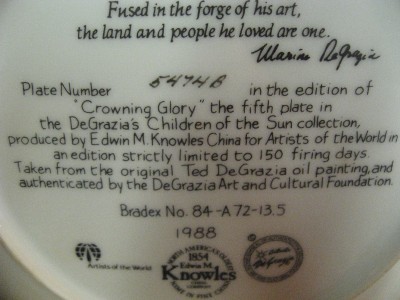 Fused in the forge of his art,
the land and people he loved are one.
Marion DeGrazia
Plate Number 5474B in the edition of
"Crowning Glory" the fifth plate in
the DeGrazia's Children of the Sun collection,
produced by Edwin M. Knowles China for Artists of the World in
an edition strictly limited to 150 firing days.
Taken from the original Ted DeGrazia oil painting, and
authenticated by the DeGrazia Art and Cultural Foundation.
Bradex No. 84-A72-13.5
1988
Artists of the World
1854
Edwin M.
Knowles